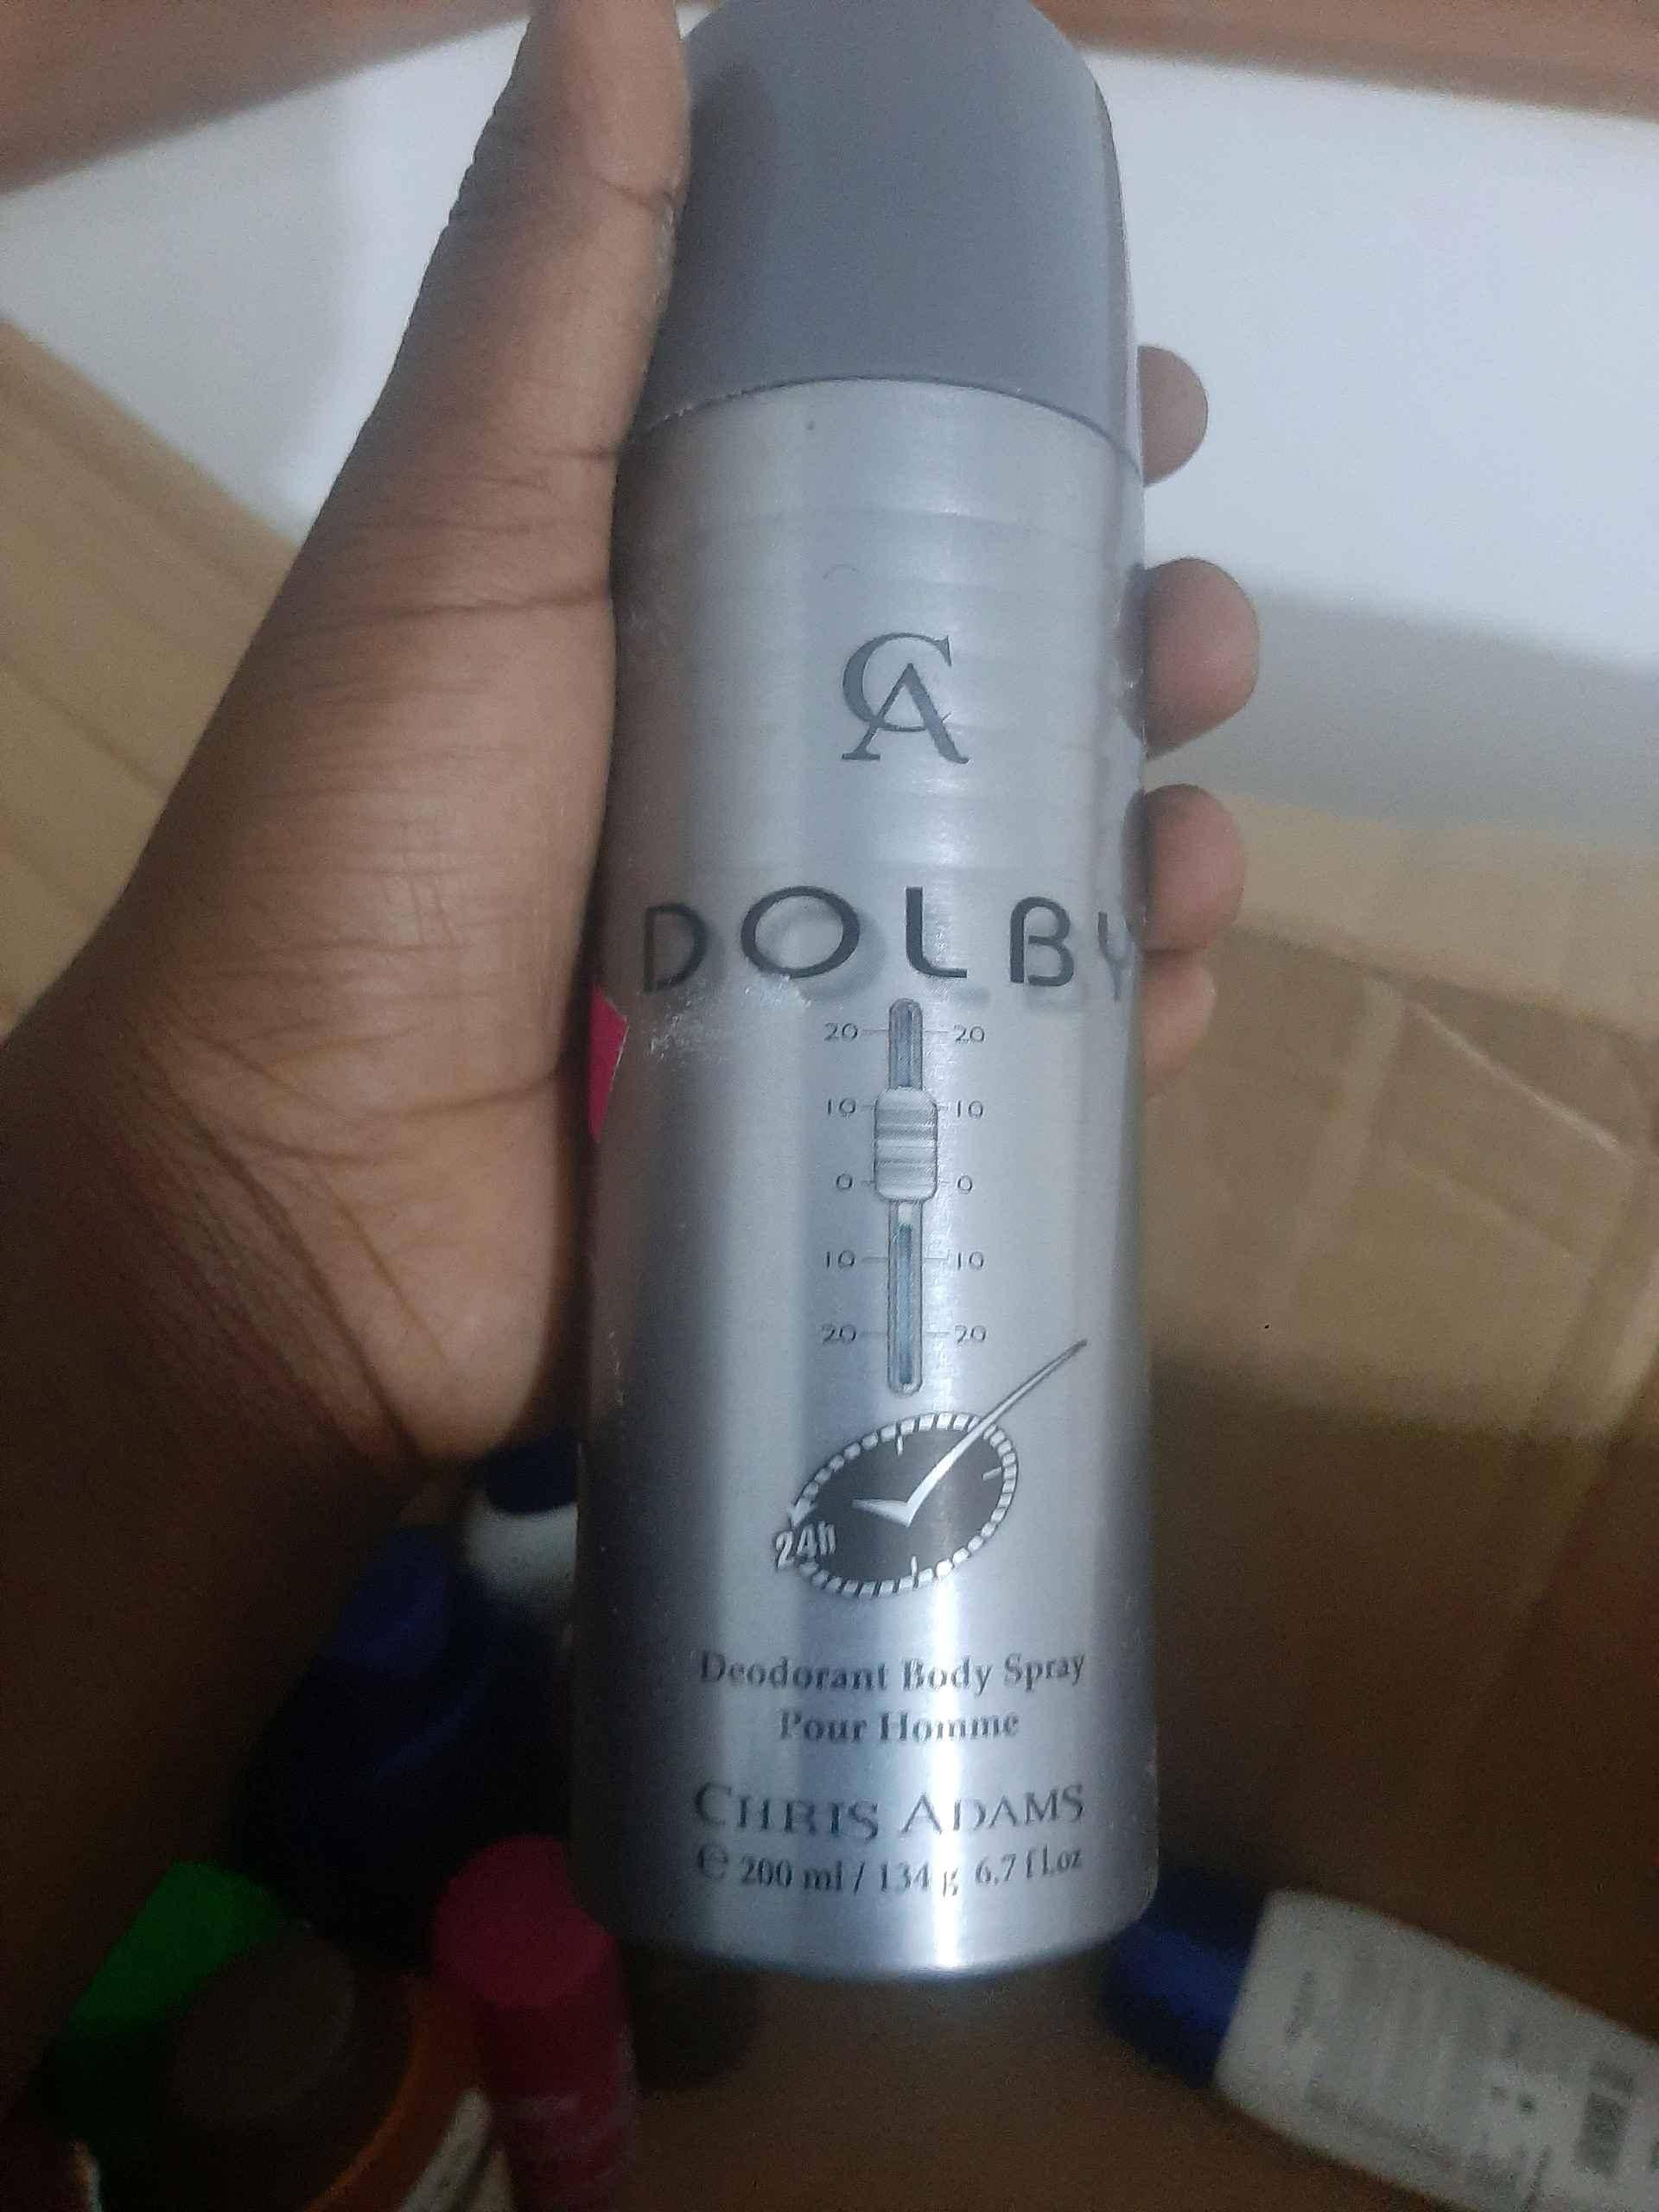 CA
DOLBY
20 20
10 10
0 0
10 10
20 20
24h
Deodorant Body Spray
Pour Homme
CHRIS ADAMS
e 200 ml / 134 g 6.7 fl.oz